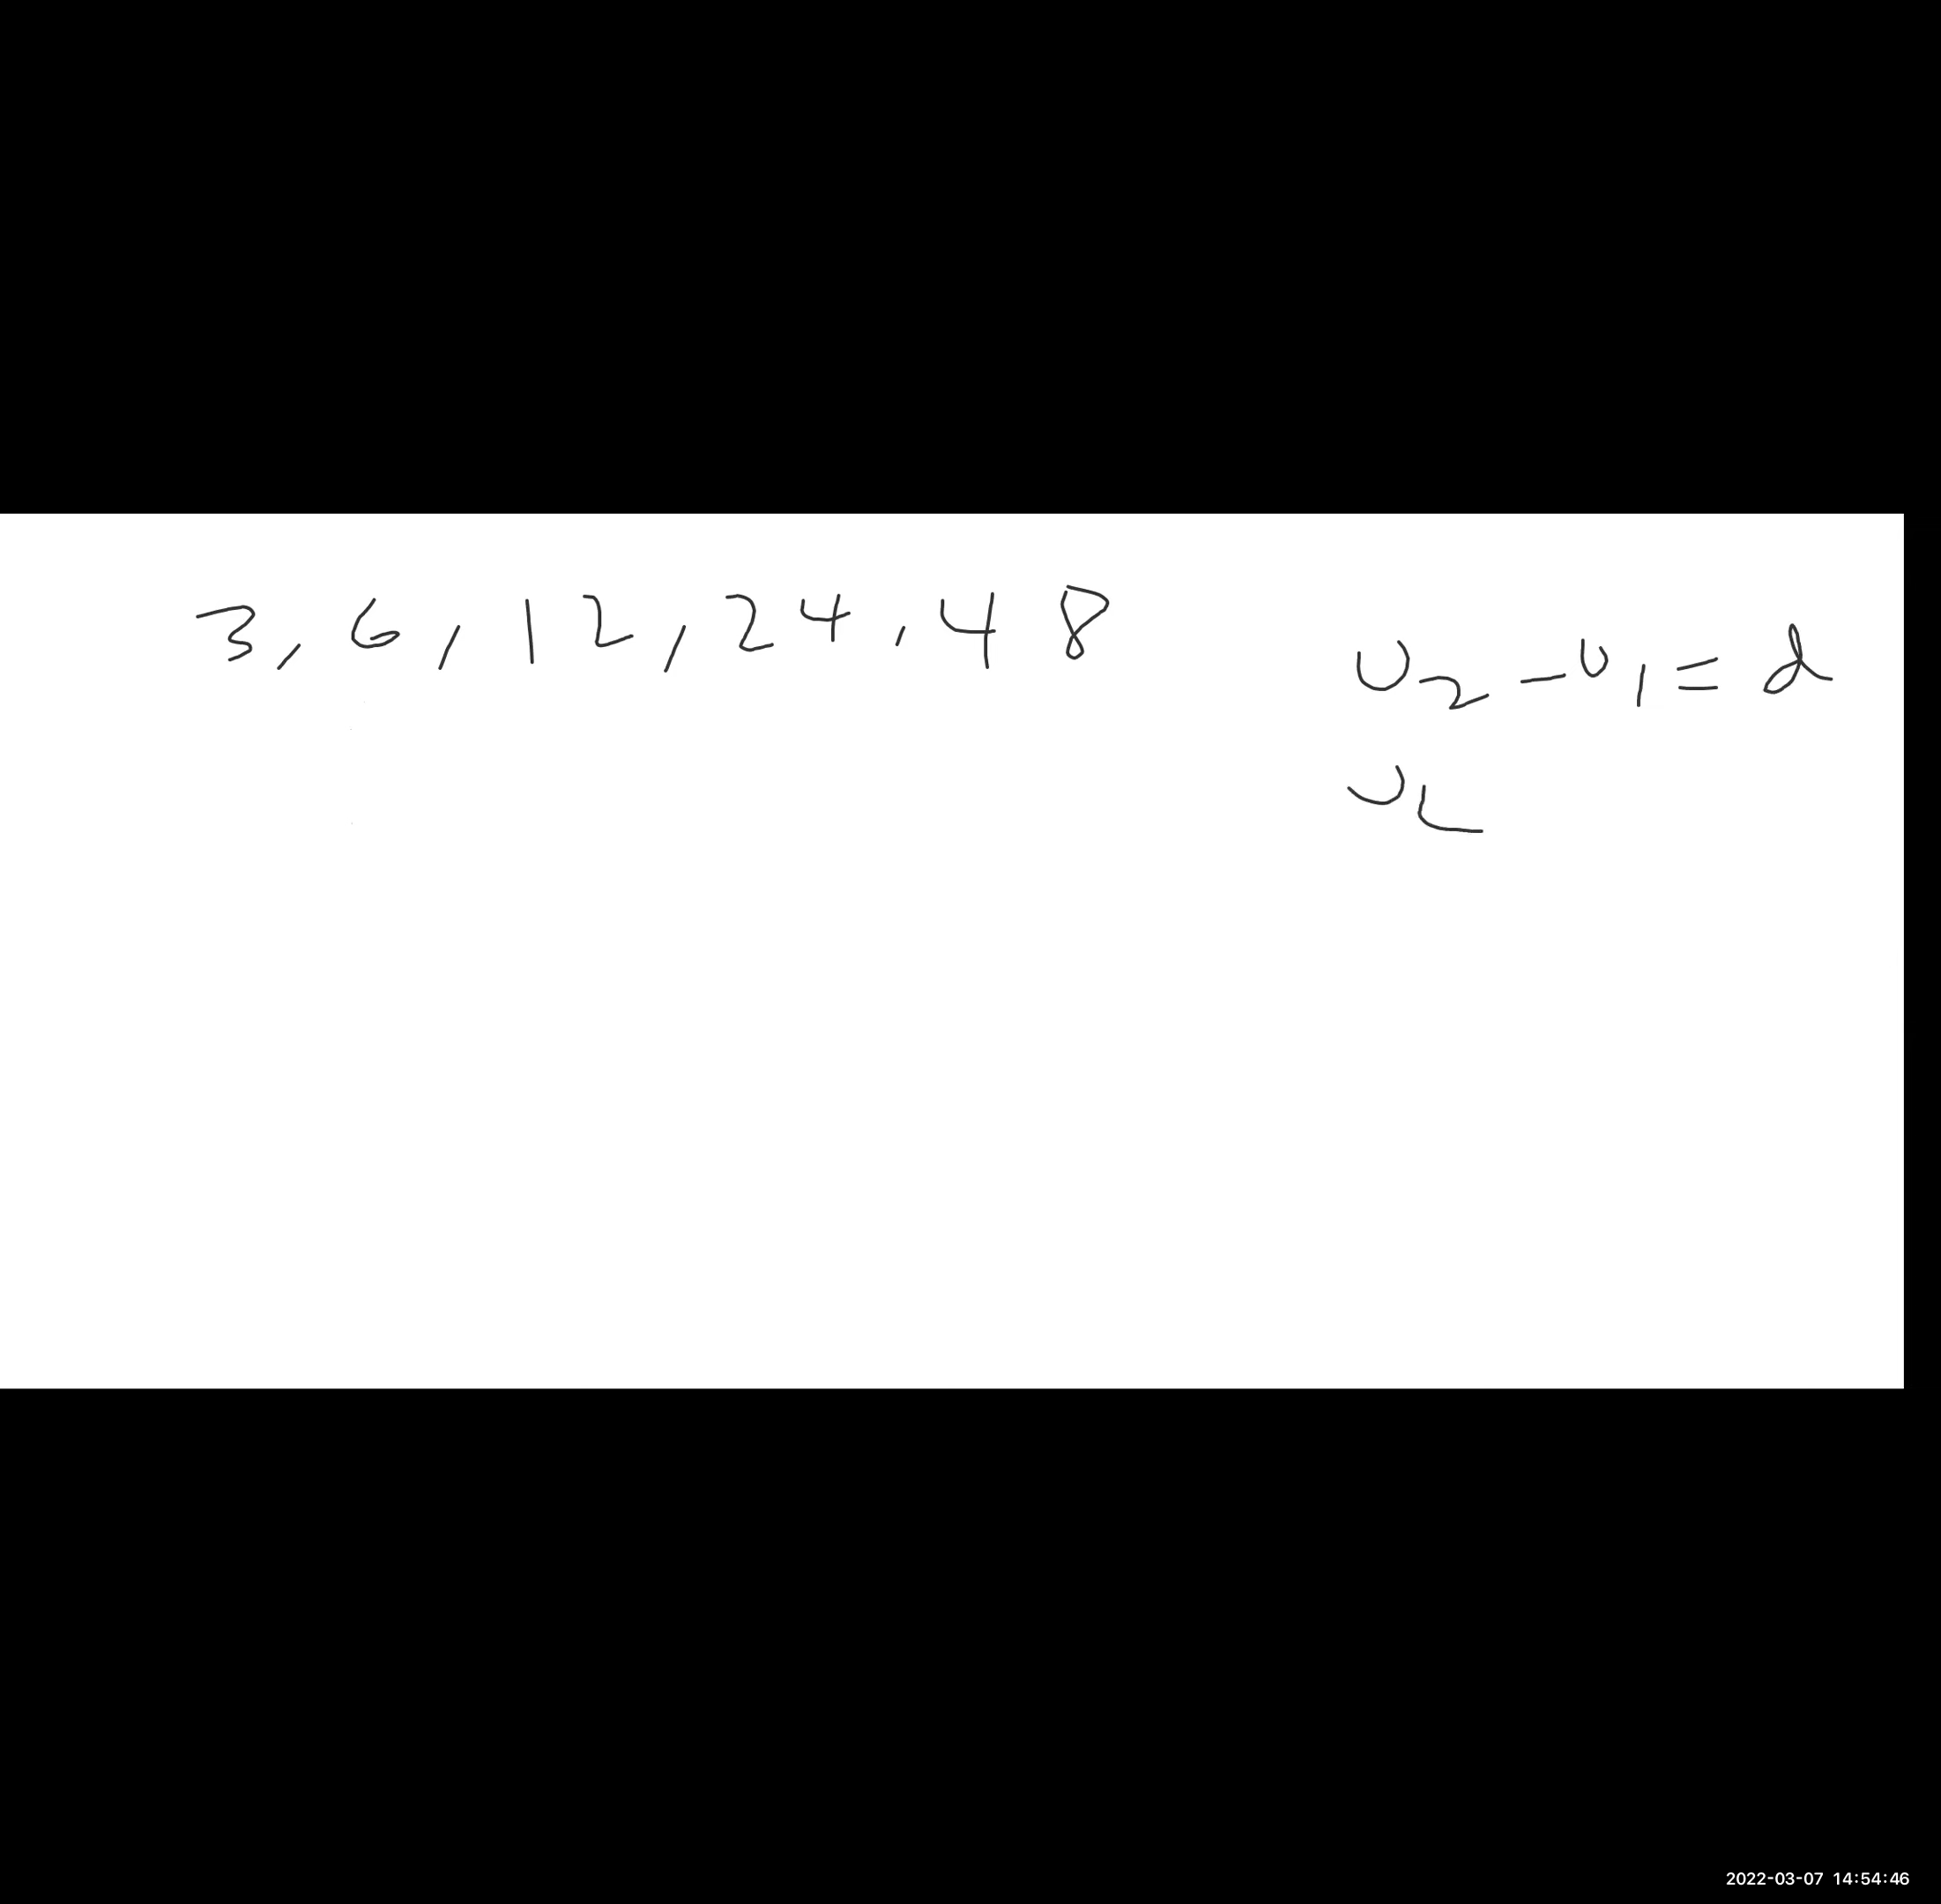 3, 6, 12, 24, 48
U2 - U1 = d
U
2022-03-07 14:54:46